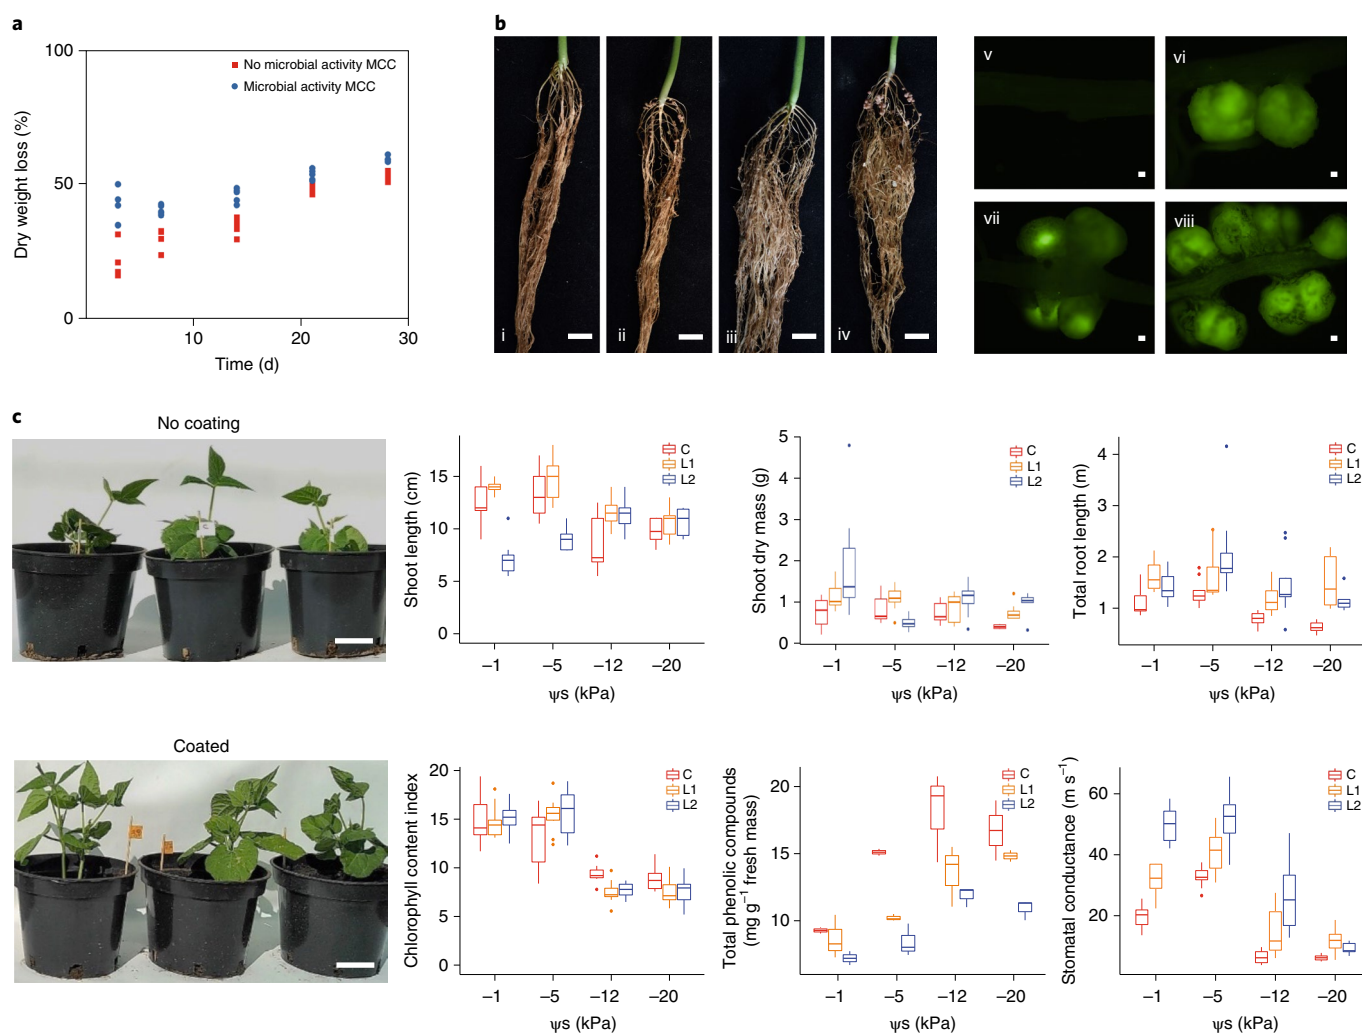 a
100
50
0
Dry weight loss (%)
10
20
30
Time (d)
No microbial activity MCC
Microbial activity MCC
b
i
ii
iii
iv
v
vi
vii
viii
c
No coating
Shoot length (cm)
15
10
5
0
C
L1
L2
–1
–5
–12
–20
ψs (kPa)
Shoot dry mass (g)
5
4
3
2
1
0
C
L1
L2
–1
–5
–12
–20
ψs (kPa)
Total root length (m)
4
3
2
1
C
L1
L2
–1
–5
–12
–20
ψs (kPa)
Coated
Chlorophyll content index
20
15
10
5
0
C
L1
L2
–1
–5
–12
–20
ψs (kPa)
Total phenolic compounds
(mg g⁻¹ fresh mass)
20
15
10
C
L1
L2
–1
–5
–12
–20
ψs (kPa)
Stomatal conductance (m s⁻¹)
60
40
20
C
L1
L2
–1
–5
–12
–20
ψs (kPa)